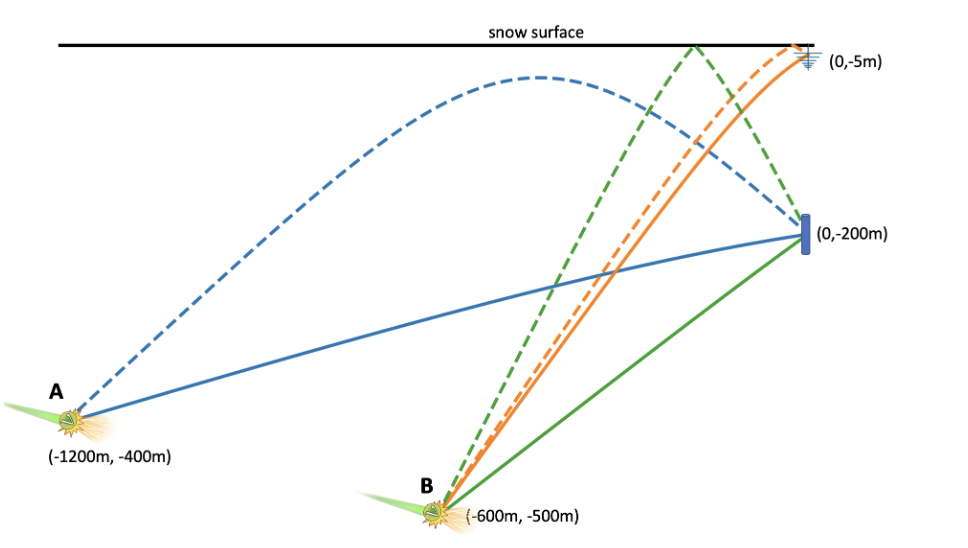 snow surface
(0,-5m)
(0,-200m)
A
(-1200m, -400m)
B
(-600m, -500m)